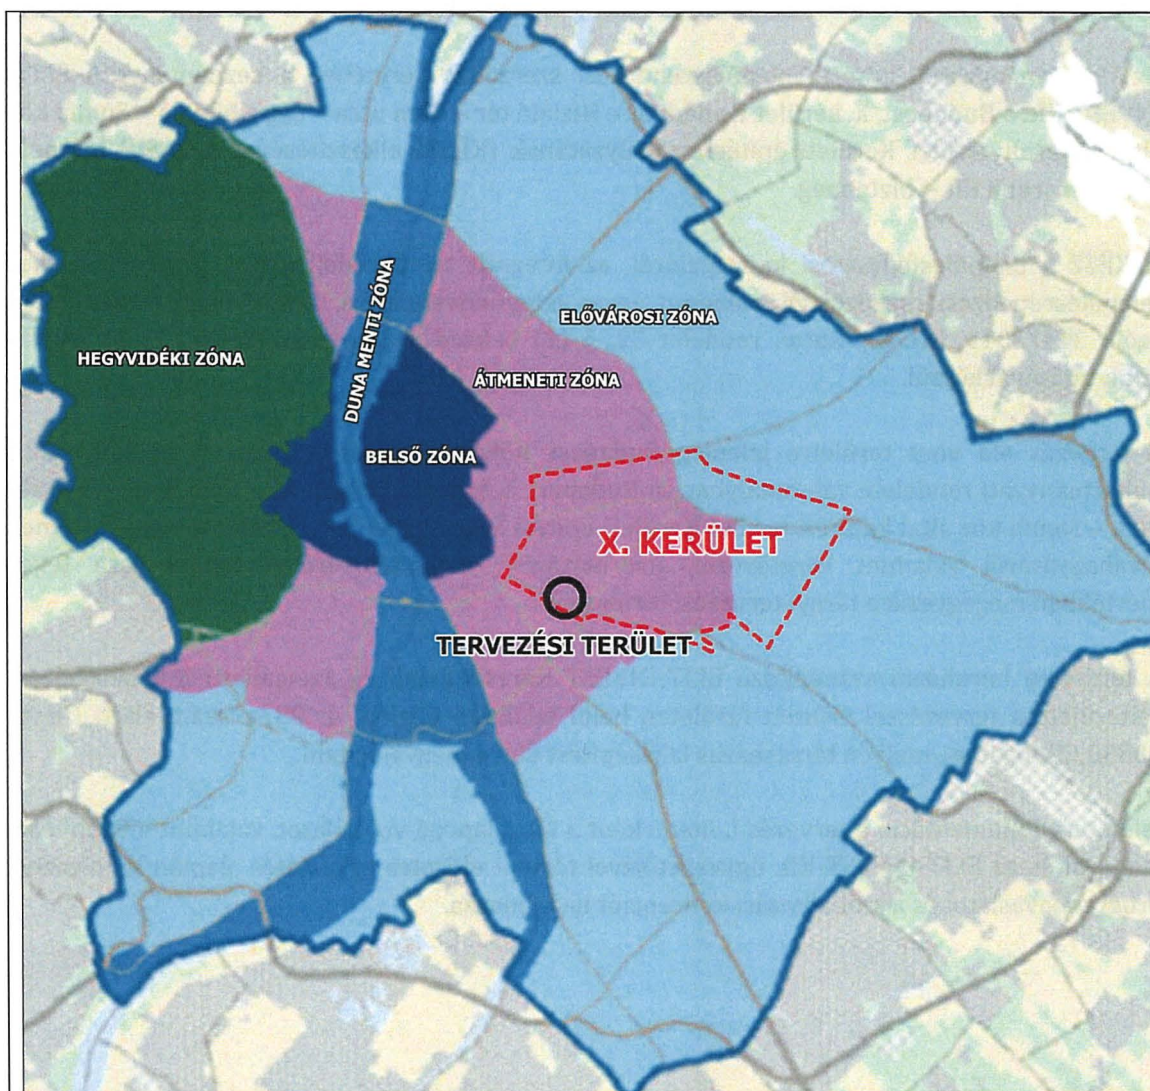 DUNA MENTI ZÓNA
ELŐVÁROSI ZÓNA
HEGYVIDÉKI ZÓNA
ÁTMENETI ZÓNA
BELSŐ ZÓNA
X. KERÜLET
TERVEZÉSI TERÜLET